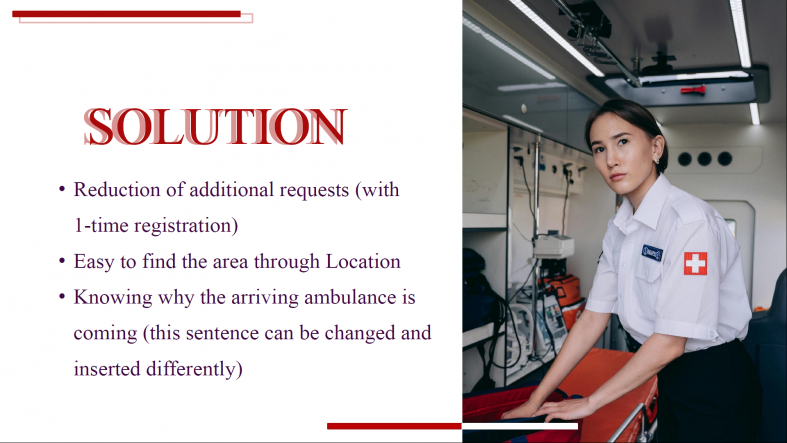 SOLUTION
• Reduction of additional requests (with
1-time registration)
• Easy to find the area through Location
• Knowing why the arriving ambulance is
coming (this sentence can be changed and
inserted differently)